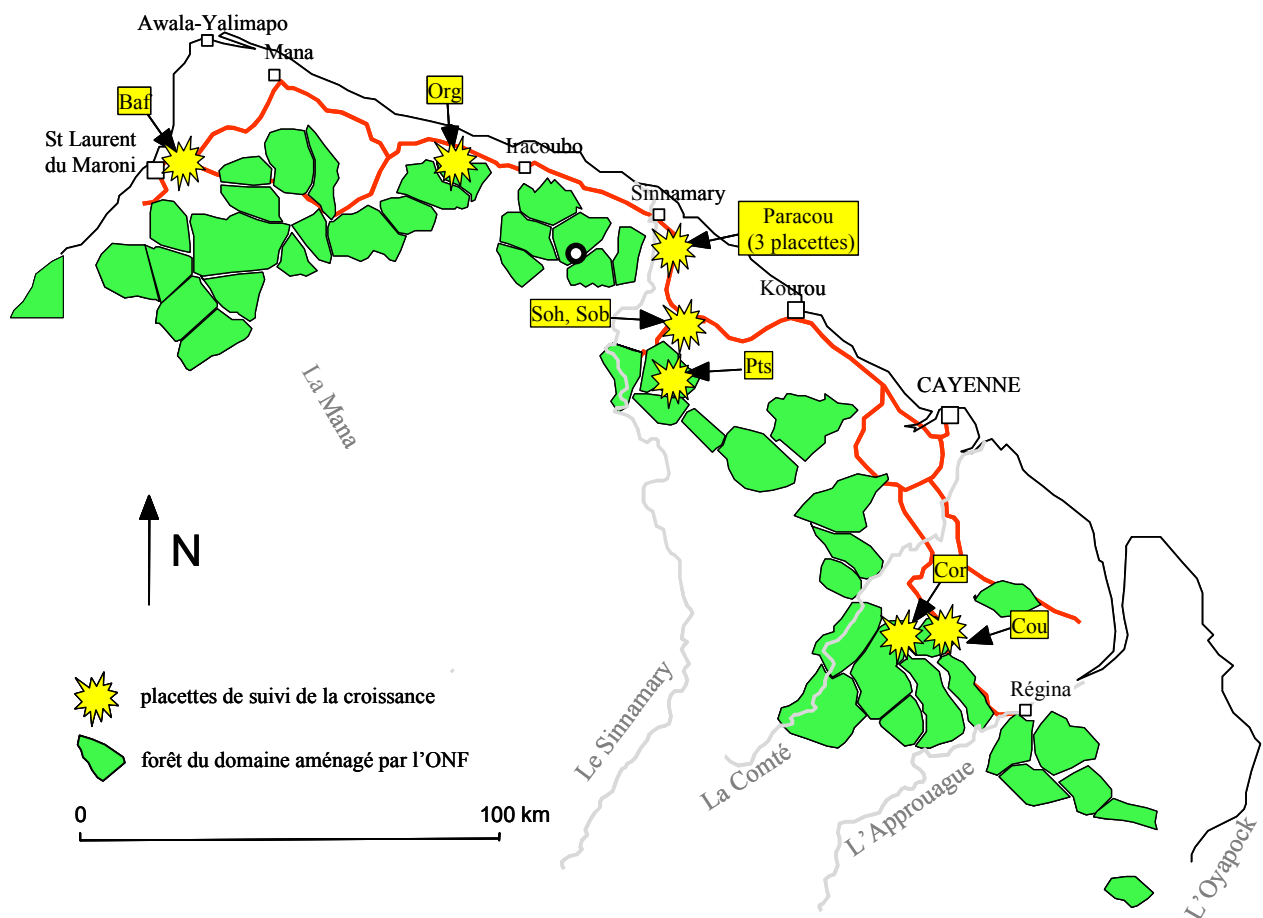 Awala-Yalimapo
Mana
Baf
Org
St Laurent
du Maroni
Iracoubo
Sinnamary
Paracou
(3 placettes)
Kourou
Soh, Sob
Pts
La Mana
CAYENNE
N
Cor
Cou
placettes de suivi de la croissance
Régina
forêt du domaine aménagé par l'ONF
Le Sinnamary
La Comté
L'Approuague
L'Oyapock
0 100 km